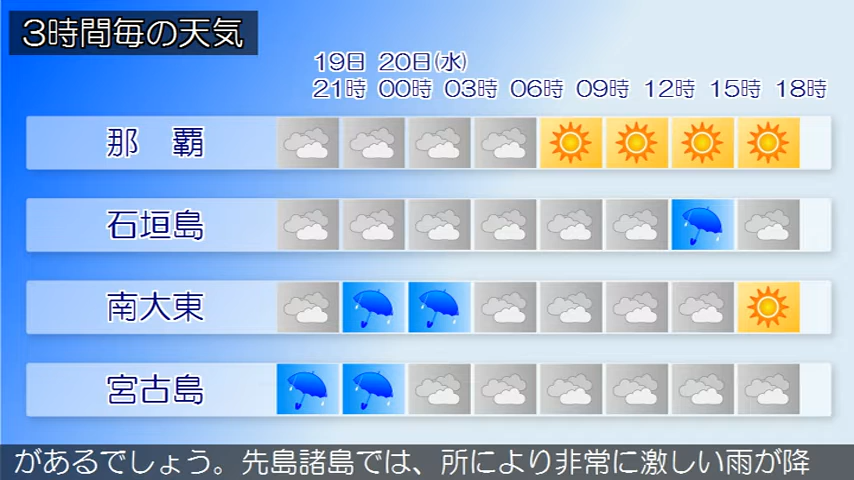 3時間毎の天気
19日 20日(水)
21時 00時 03時 06時 09時 12時 15時 18時
那 覇
石垣島
南大東
宮古島
があるでしょう。先島諸島では、所により非常に激しい雨が降